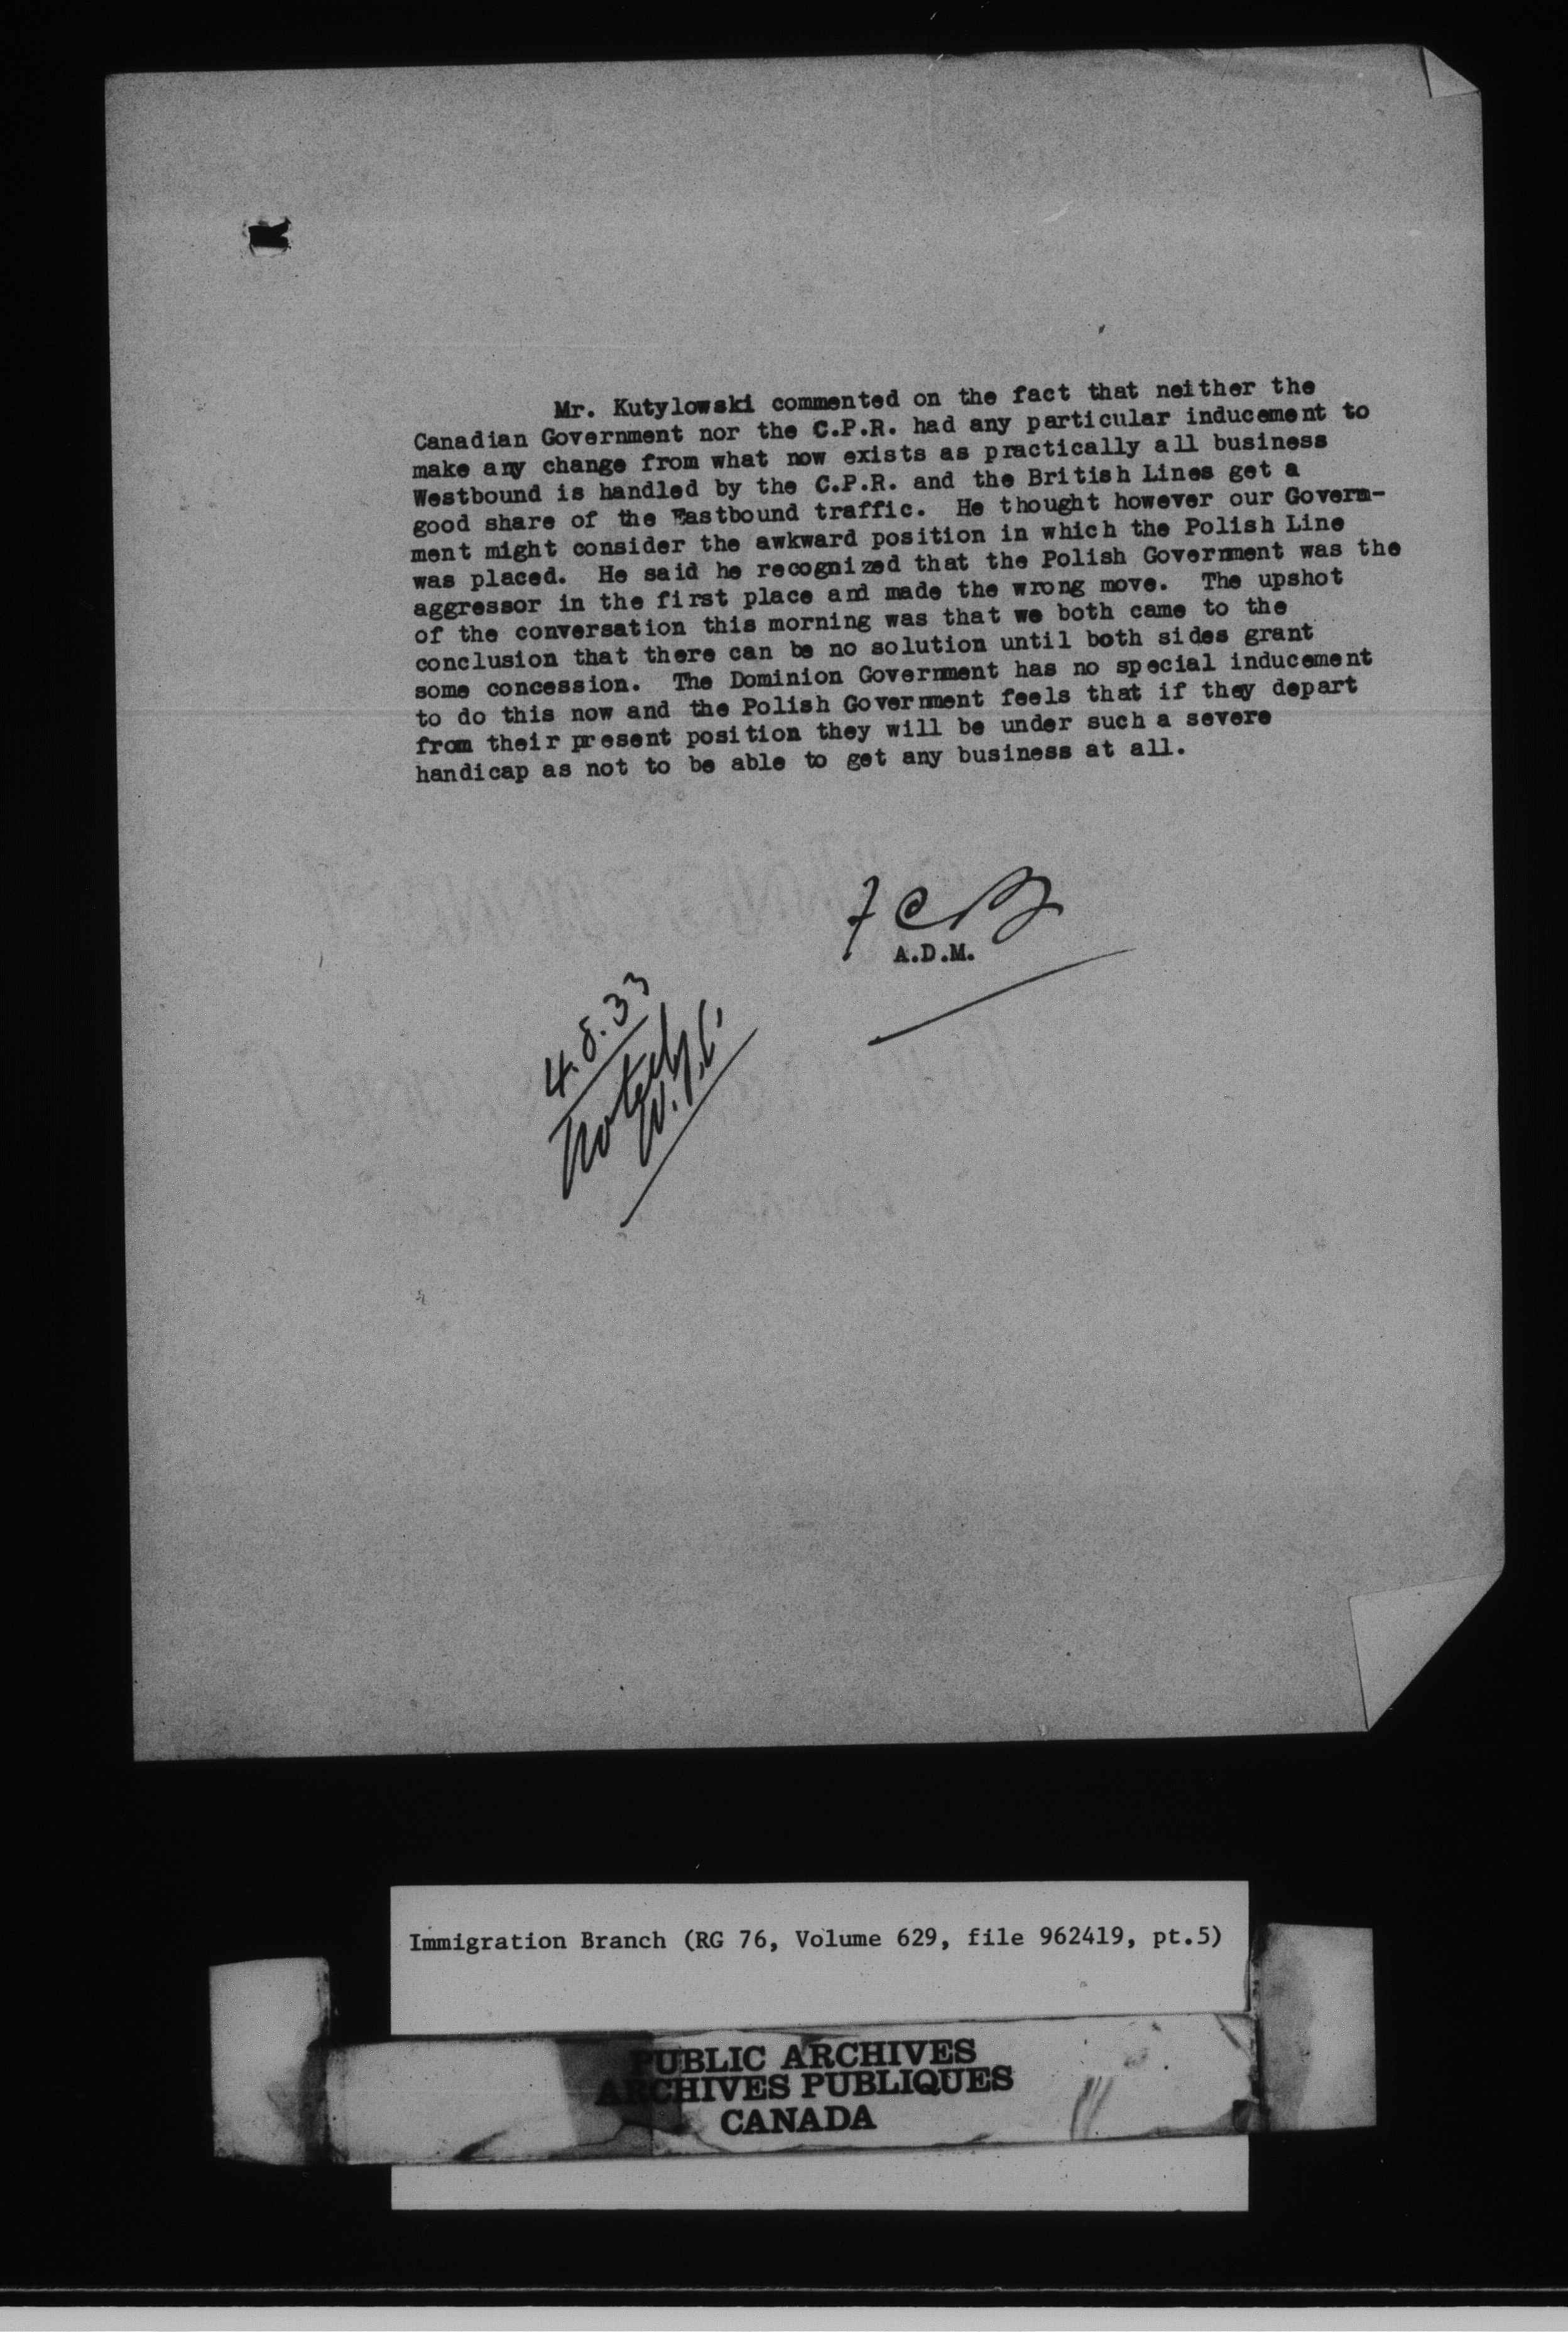 Mr. Kutylowski commented on the fact that neither the
Canadian Government nor the C.P.R. had any particular inducement to
make any change from what now exists as practically all business
Westbound is handled by the C.P.R. and the British Lines get a
good share of the Eastbound traffic. He thought however our Govern-
ment might consider the awkward position in which the Polish Line
was placed. He said he recognized that the Polish Government was the
aggressor in the first place and made the wrong move. The upshot
of the conversation this morning was that we both came to the
conclusion that there can be no solution until both sides grant
some concession. The Dominion Government has no special inducement
to do this now and the Polish Government feels that if they depart
from their present position they will be under such a severe
handicap as not to be able to get any business at all.
FCB
A.D.M.
4.8.33
Noted
Immigration Branch (RG 76, Volume 629, file 962419, pt.5)
PUBLIC ARCHIVES
ARCHIVES PUBLIQUES
CANADA